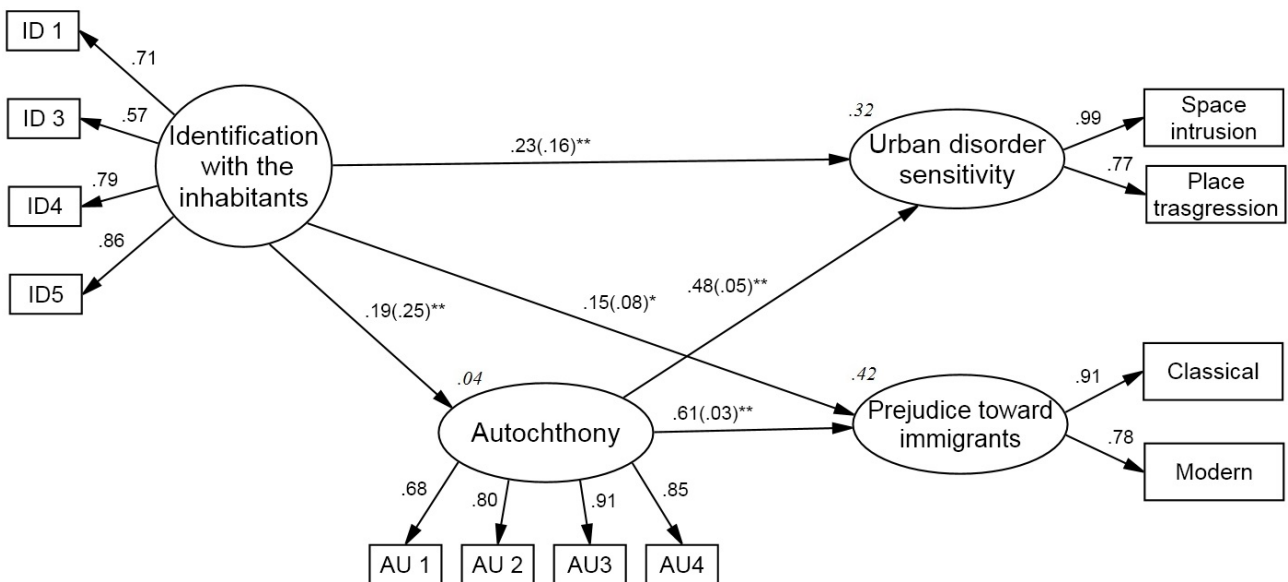 ID 1
.71
ID 3
.57
ID4
.79
ID5
.86
Identification
with the
inhabitants
.23(.16)**
.32
Urban disorder
sensitivity
.99
Space
intrusion
.77
Place
trasgression
.19(.25)**
.15(.08)*
.48(.05)**
.04
Autochthony
.61(.03)**
.42
Prejudice toward
immigrants
.91
Classical
.78
Modern
.68
.80
.91
.85
AU 1
AU 2
AU3
AU4